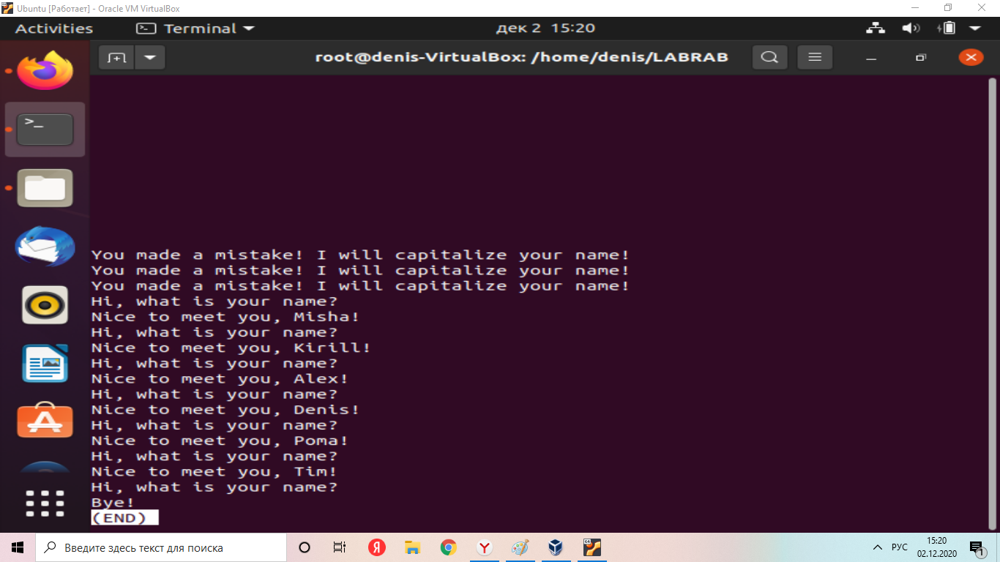 Ubuntu [Работает] - Oracle VM VirtualBox
Activities Terminal дек 2 15:20
root@denis-VirtualBox: /home/denis/LABRAB
>_
You made a mistake! I will capitalize your name!
You made a mistake! I will capitalize your name!
You made a mistake! I will capitalize your name!
Hi, what is your name?
Nice to meet you, Misha!
Hi, what is your name?
Nice to meet you, Kirill!
Hi, what is your name?
Nice to meet you, Alex!
Hi, what is your name?
Nice to meet you, Denis!
Hi, what is your name?
Nice to meet you, Poma!
Hi, what is your name?
Nice to meet you, Tim!
Hi, what is your name?
Bye!
(END)
Введите здесь текст для поиска
РУС
15:20
02.12.2020
1